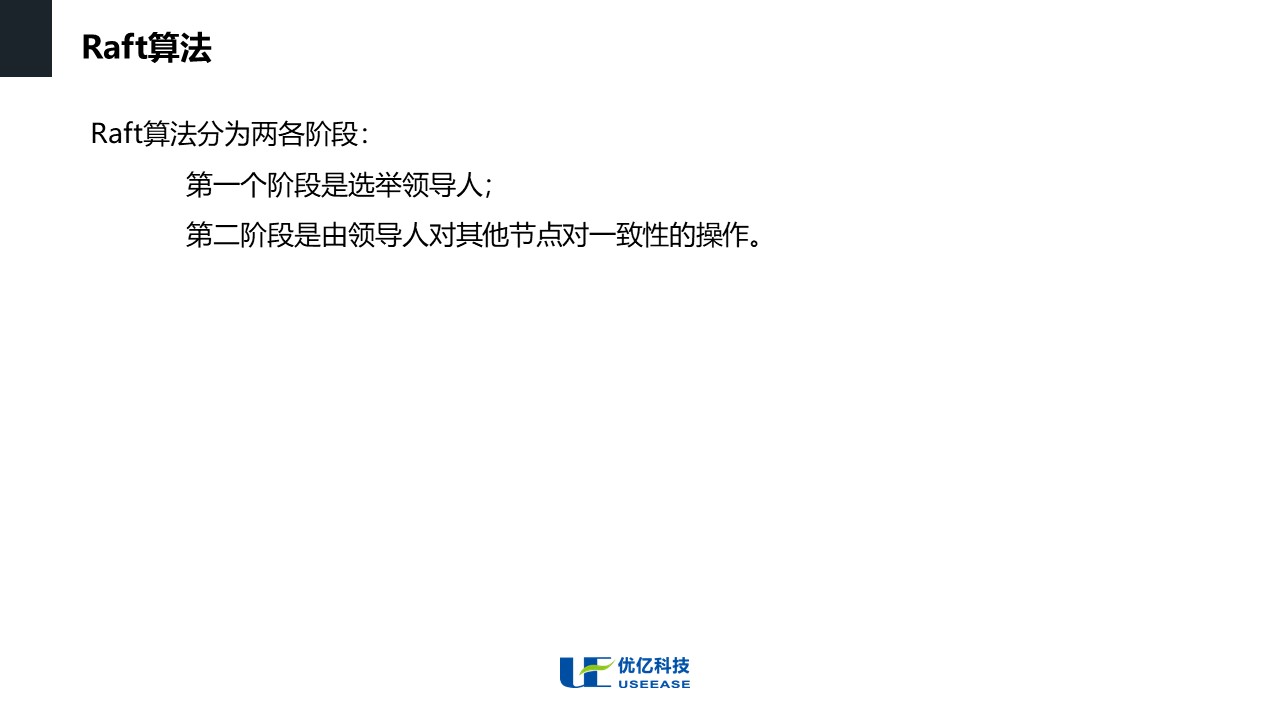 Raft算法
Raft算法分为两各阶段：
第一个阶段是选举领导人；
第二阶段是由领导人对其他节点对一致性的操作。
优亿科技
USEEASE